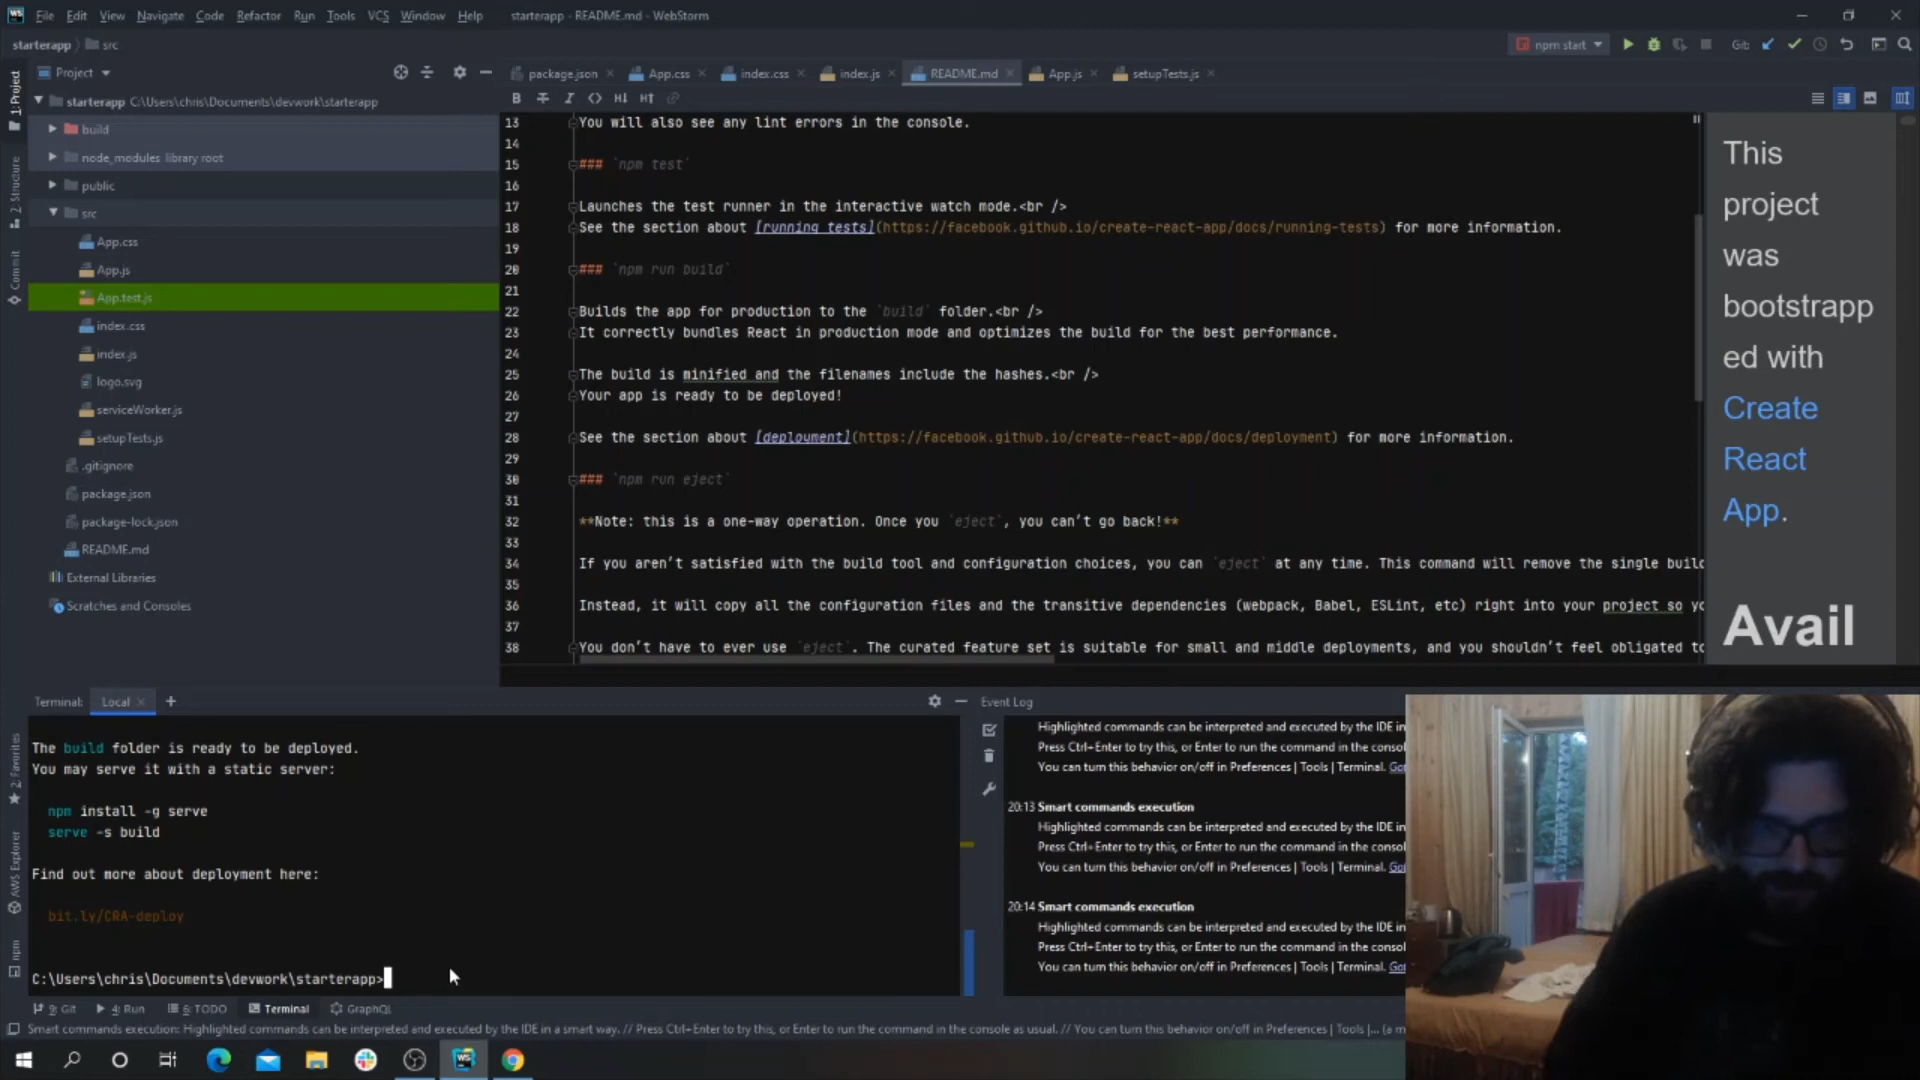 File Edit View Navigate Code Refactor Run Tools VCS Window Help starterapp - README.md - WebStorm
starterapp src
npm start Git:
Project
package.json App.css index.css index.js README.md App.js setupTests.js
1: Project
2: Structure
Commit
starterapp C:\Users\chris\Documents\devwork\starterapp
build
node_modules library root
public
src
App.css
App.js
App.test.js
index.css
index.js
logo.svg
serviceWorker.js
setupTests.js
.gitignore
package.json
package-lock.json
README.md
External Libraries
Scratches and Consoles
13 You will also see any lint errors in the console.
14
15 ### `npm test`
16
17 Launches the test runner in the interactive watch mode.<br />
18 See the section about [running tests](https://facebook.github.io/create-react-app/docs/running-tests) for more information.
19
20 ### `npm run build`
21
22 Builds the app for production to the `build` folder.<br />
23 It correctly bundles React in production mode and optimizes the build for the best performance.
24
25 The build is minified and the filenames include the hashes.<br />
26 Your app is ready to be deployed!
27
28 See the section about [deployment](https://facebook.github.io/create-react-app/docs/deployment) for more information.
29
30 ### `npm run eject`
31
32 **Note: this is a one-way operation. Once you `eject`, you can’t go back!**
33
34 If you aren’t satisfied with the build tool and configuration choices, you can `eject` at any time. This command will remove the single build
35
36 Instead, it will copy all the configuration files and the transitive dependencies (webpack, Babel, ESLint, etc) right into your project so yo
37
38 You don’t have to ever use `eject`. The curated feature set is suitable for small and middle deployments, and you shouldn’t feel obligated to
This
project
was
bootstrapp
ed with
Create
React
App.
Avail
Terminal: Local +
The build folder is ready to be deployed.
You may serve it with a static server:
npm install -g serve
serve -s build
Find out more about deployment here:
bit.ly/CRA-deploy
C:\Users\chris\Documents\devwork\starterapp>
2: Favorites
AWS Explorer
npm
Event Log
Highlighted commands can be interpreted and executed by the IDE in
Press Ctrl+Enter to try this, or Enter to run the command in the conso
You can turn this behavior on/off in Preferences | Tools | Terminal. Got
20:13 Smart commands execution
Highlighted commands can be interpreted and executed by the IDE in
Press Ctrl+Enter to try this, or Enter to run the command in the consol
You can turn this behavior on/off in Preferences | Tools | Terminal. Got
20:14 Smart commands execution
Highlighted commands can be interpreted and executed by the IDE in
Press Ctrl+Enter to try this, or Enter to run the command in the consol
You can turn this behavior on/off in Preferences | Tools | Terminal. Got
9: Git 4: Run 6: TODO Terminal GraphQL
Smart commands execution: Highlighted commands can be interpreted and executed by the IDE in a smart way. // Press Ctrl+Enter to try this, or Enter to run the command in the console as usual. // You can turn this behavior on/off in Preferences | Tools |... (a m